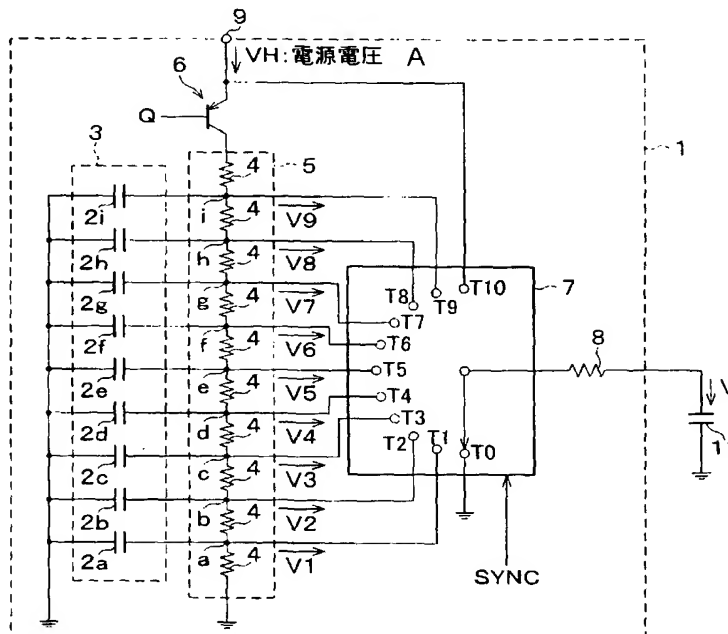 9
VH:電源電圧 A
6
Q
3
4
5
1
2i
i
4
V9
2h
h
4
V8
2g
g
4
V7
2f
f
4
V6
2e
e
4
V5
2d
d
4
V4
2c
c
4
V3
2b
b
4
V2
2a
a
4
V1
T8
T9
T10
7
T7
T6
T5
T4
T3
T2
T1
T0
8
V
1
SYNC